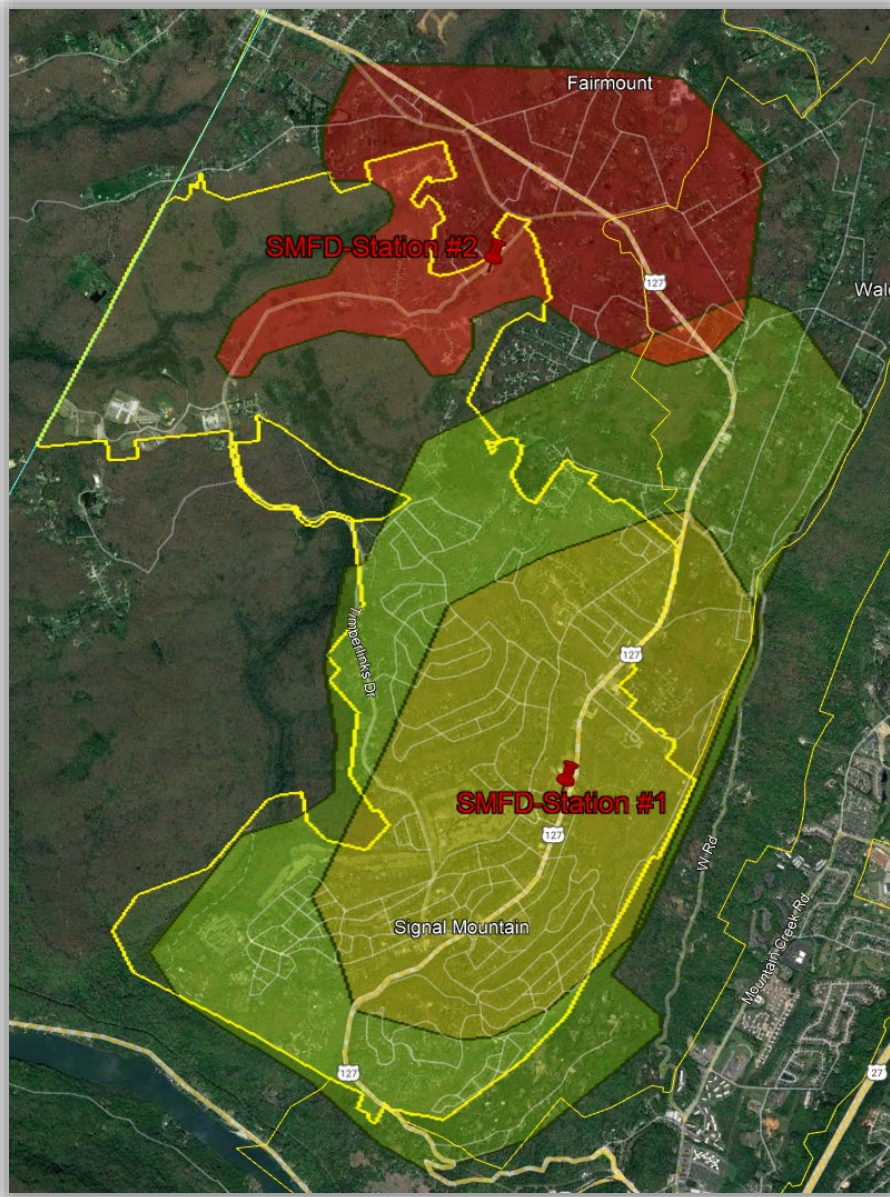 Fairmount
SMFD-Station #2
127
Timberlinks Dr
127
SMFD-Station #1
127
W Rd
Signal Mountain
Mountain Creek Rd
127
27